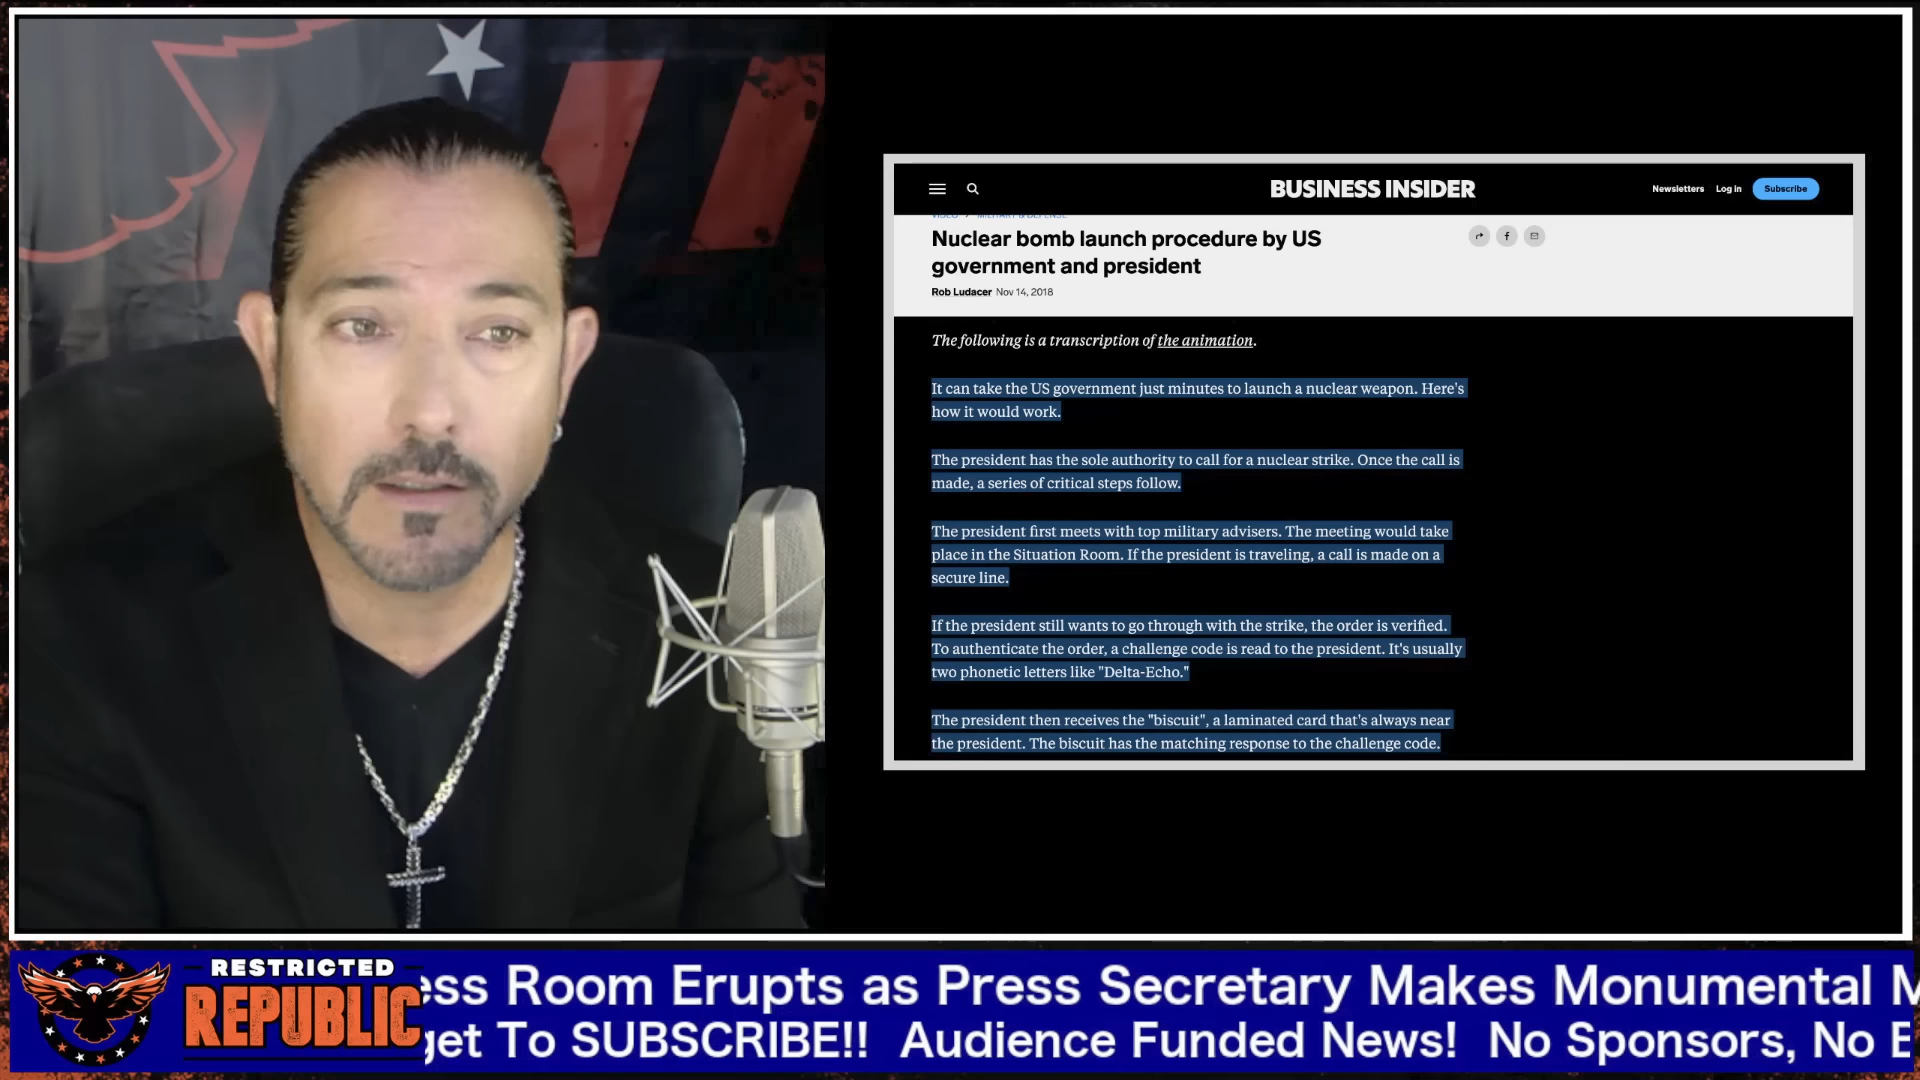 BUSINESS INSIDER
Newsletters Log in Subscribe
VIDEO > MILITARY & DEFENSE
Nuclear bomb launch procedure by US
government and president
Rob Ludacer Nov 14, 2018
The following is a transcription of the animation.
It can take the US government just minutes to launch a nuclear weapon. Here's
how it would work.
The president has the sole authority to call for a nuclear strike. Once the call is
made, a series of critical steps follow.
The president first meets with top military advisers. The meeting would take
place in the Situation Room. If the president is traveling, a call is made on a
secure line.
If the president still wants to go through with the strike, the order is verified.
To authenticate the order, a challenge code is read to the president. It's usually
two phonetic letters like "Delta-Echo."
The president then receives the "biscuit", a laminated card that's always near
the president. The biscuit has the matching response to the challenge code.
RESTRICTED
REPUBLIC
ess Room Erupts as Press Secretary Makes Monumental M
get To SUBSCRIBE!! Audience Funded News! No Sponsors, No